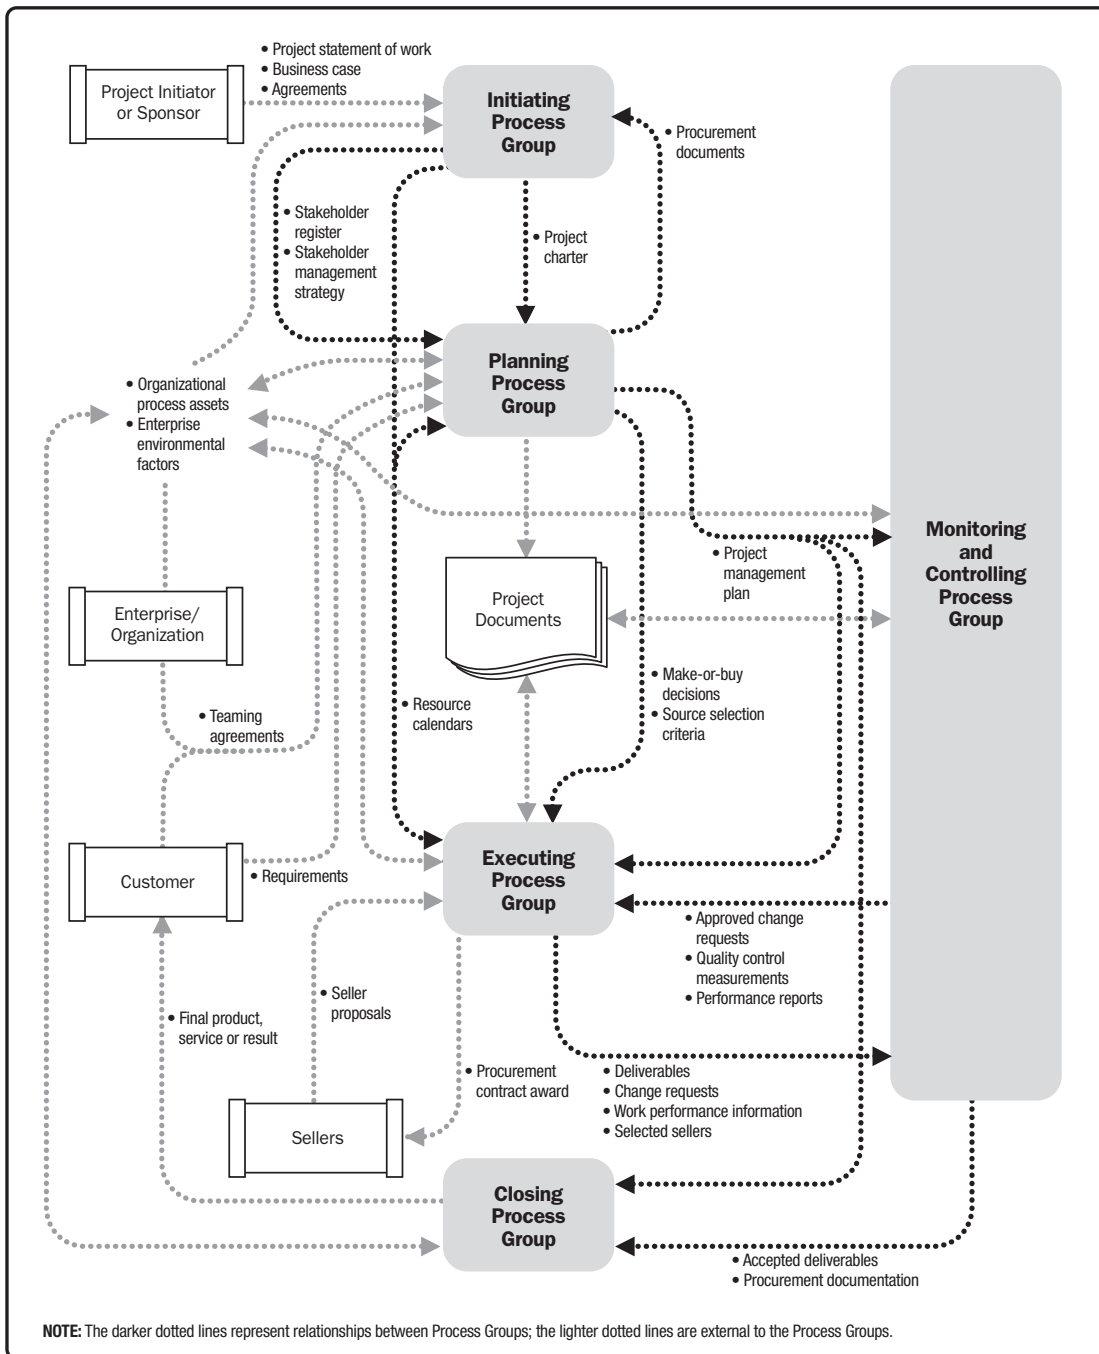 • Project statement of work
• Business case
• Agreements
Project Initiator
or Sponsor
Initiating
Process
Group
• Procurement
documents
• Stakeholder
register
• Stakeholder
management
strategy
• Project
charter
Planning
Process
Group
• Organizational
process assets
• Enterprise
environmental
factors
Monitoring
and
Controlling
Process
Group
• Project
management
plan
Project
Documents
Enterprise/
Organization
• Make-or-buy
decisions
• Source selection
criteria
• Resource
calendars
• Teaming
agreements
Executing
Process
Group
Customer
• Requirements
• Approved change
requests
• Quality control
measurements
• Performance reports
• Seller
proposals
• Final product,
service or result
• Procurement
contract award
• Deliverables
• Change requests
• Work performance information
• Selected sellers
Sellers
Closing
Process
Group
• Accepted deliverables
• Procurement documentation
NOTE: The darker dotted lines represent relationships between Process Groups; the lighter dotted lines are external to the Process Groups.